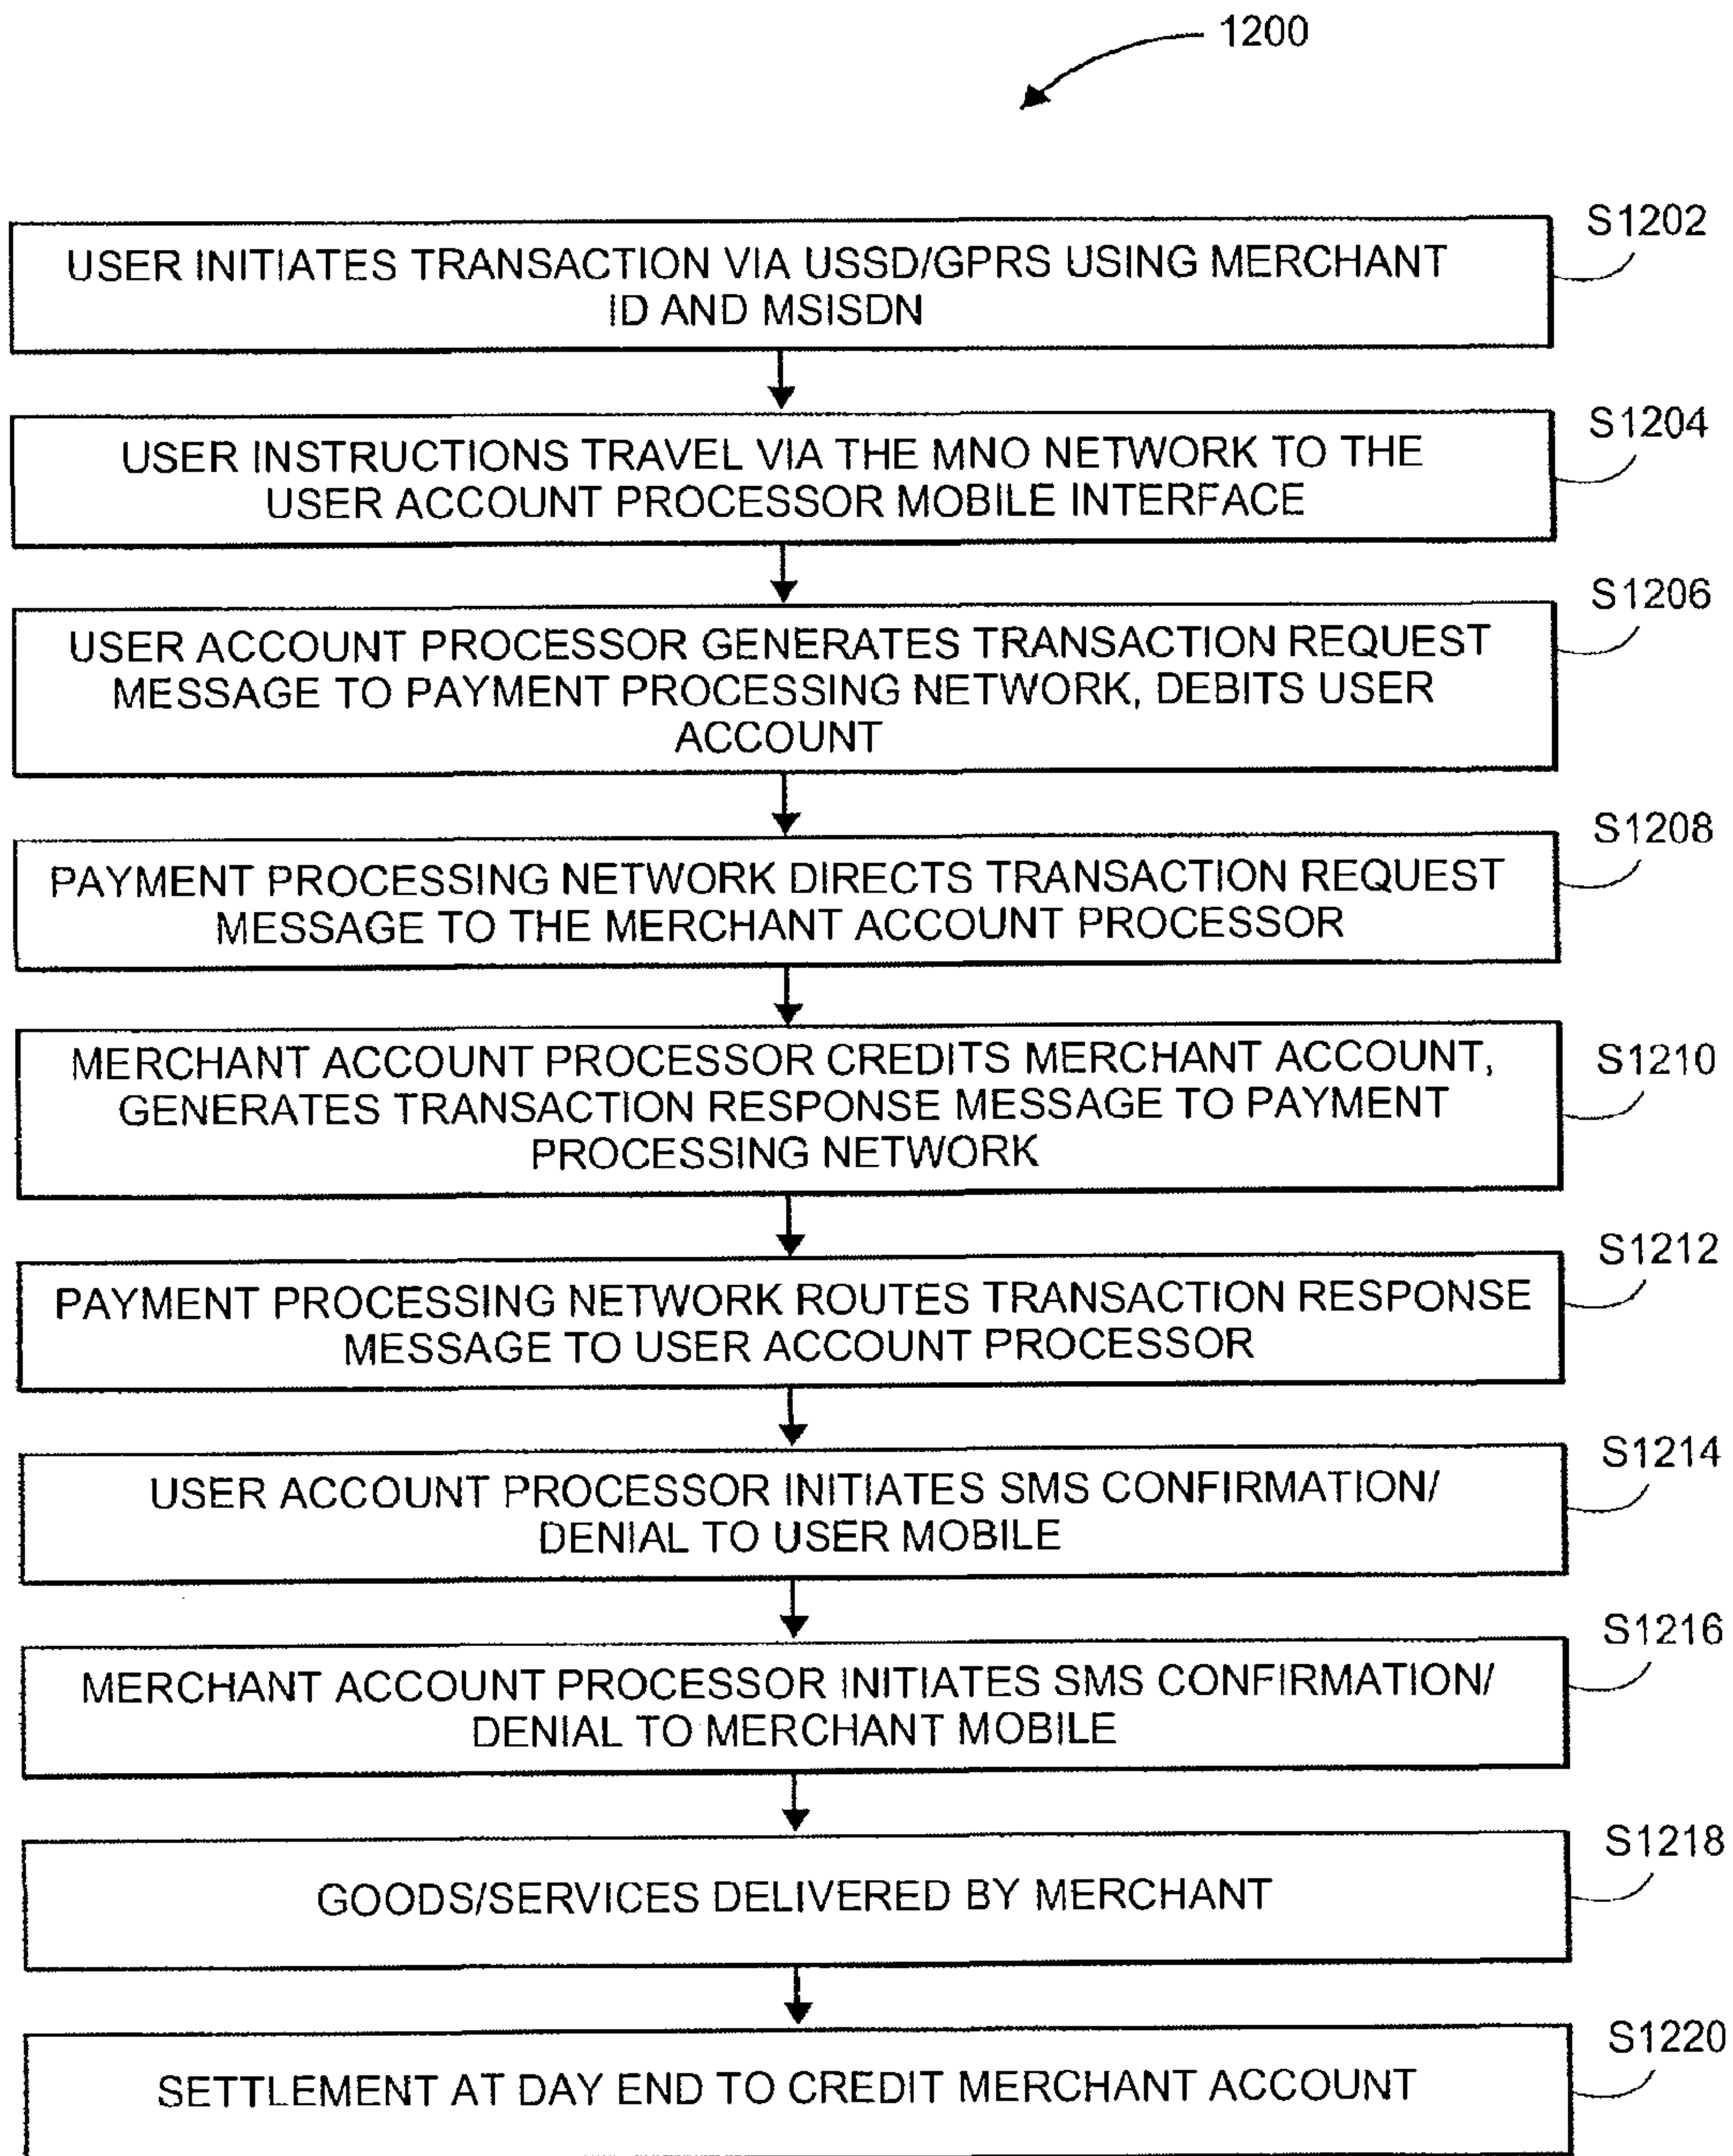 1200
S1202
USER INITIATES TRANSACTION VIA USSD/GPRS USING MERCHANT
ID AND MSISDN
S1204
USER INSTRUCTIONS TRAVEL VIA THE MNO NETWORK TO THE
USER ACCOUNT PROCESSOR MOBILE INTERFACE
S1206
USER ACCOUNT PROCESSOR GENERATES TRANSACTION REQUEST
MESSAGE TO PAYMENT PROCESSING NETWORK, DEBITS USER
ACCOUNT
S1208
PAYMENT PROCESSING NETWORK DIRECTS TRANSACTION REQUEST
MESSAGE TO THE MERCHANT ACCOUNT PROCESSOR
S1210
MERCHANT ACCOUNT PROCESSOR CREDITS MERCHANT ACCOUNT,
GENERATES TRANSACTION RESPONSE MESSAGE TO PAYMENT
PROCESSING NETWORK
S1212
PAYMENT PROCESSING NETWORK ROUTES TRANSACTION RESPONSE
MESSAGE TO USER ACCOUNT PROCESSOR
S1214
USER ACCOUNT PROCESSOR INITIATES SMS CONFIRMATION/
DENIAL TO USER MOBILE
S1216
MERCHANT ACCOUNT PROCESSOR INITIATES SMS CONFIRMATION/
DENIAL TO MERCHANT MOBILE
S1218
GOODS/SERVICES DELIVERED BY MERCHANT
S1220
SETTLEMENT AT DAY END TO CREDIT MERCHANT ACCOUNT